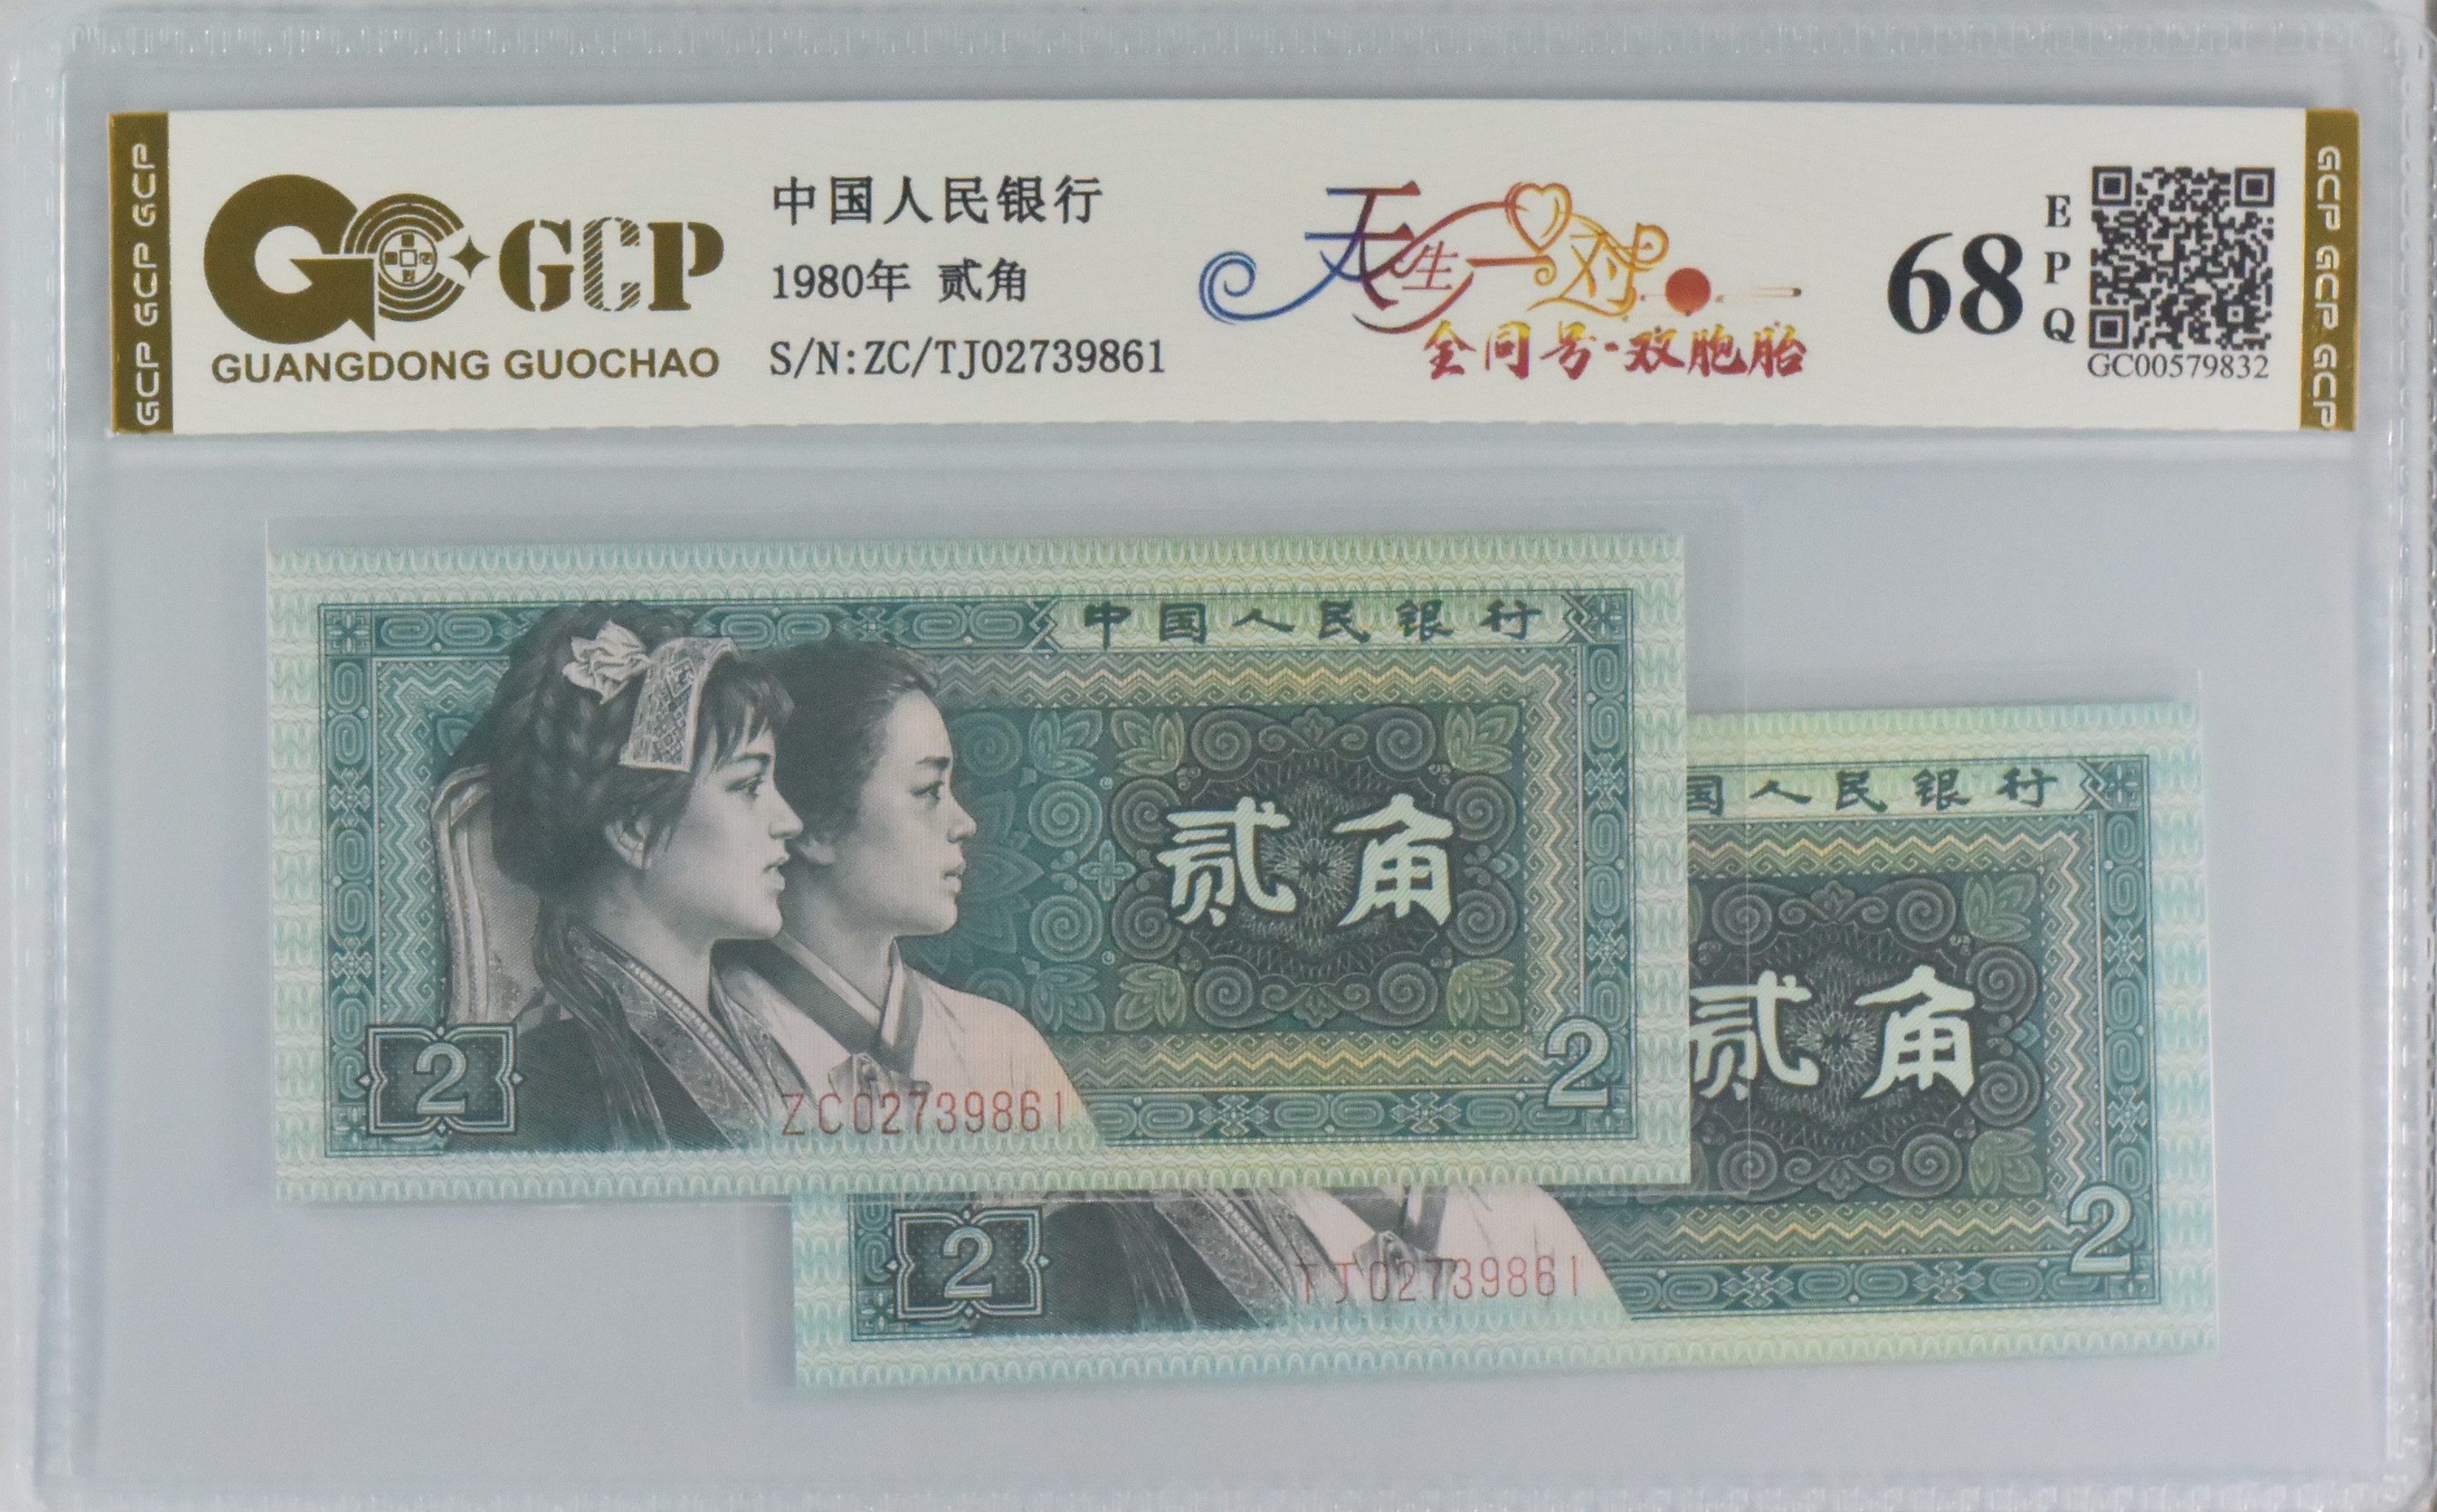 GCP GCP GCP
GCP
GUANGDONG GUOCHAO
中国人民银行
1980年 贰角
S/N:ZC/TJ02739861
天生一对
全同号·双胞胎
68
EPQ
GC00579832
GCP GCP GCP
中国人民银行
贰角
2
2
ZC02739861
国人民银行
贰角
2
2
TJ02739861